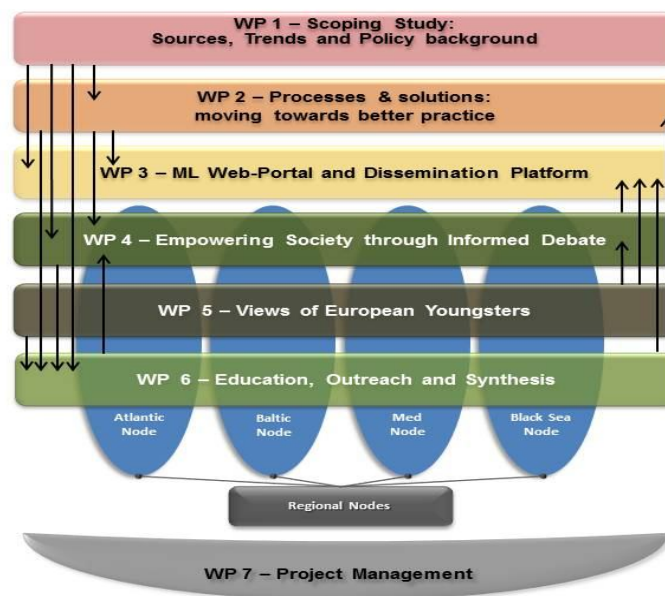 WP 1 – Scoping Study:
Sources, Trends and Policy background
WP 2 – Processes & solutions:
moving towards better practice
WP 3 – ML Web-Portal and Dissemination Platform
WP 4 – Empowering Society through Informed Debate
WP 5 – Views of European Youngsters
WP 6 – Education, Outreach and Synthesis
Atlantic
Node
Baltic
Node
Med
Node
Black Sea
Node
Regional Nodes
WP 7 – Project Management